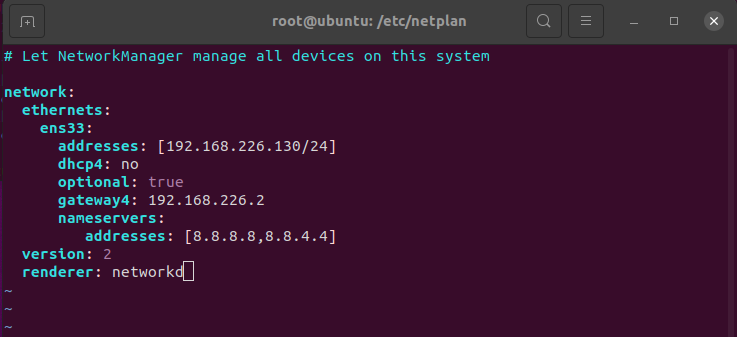 root@ubuntu: /etc/netplan
# Let NetworkManager manage all devices on this system

network:
  ethernets:
    ens33:
      addresses: [192.168.226.130/24]
      dhcp4: no
      optional: true
      gateway4: 192.168.226.2
      nameservers:
         addresses: [8.8.8.8,8.8.4.4]
  version: 2
  renderer: networkd
~
~
~